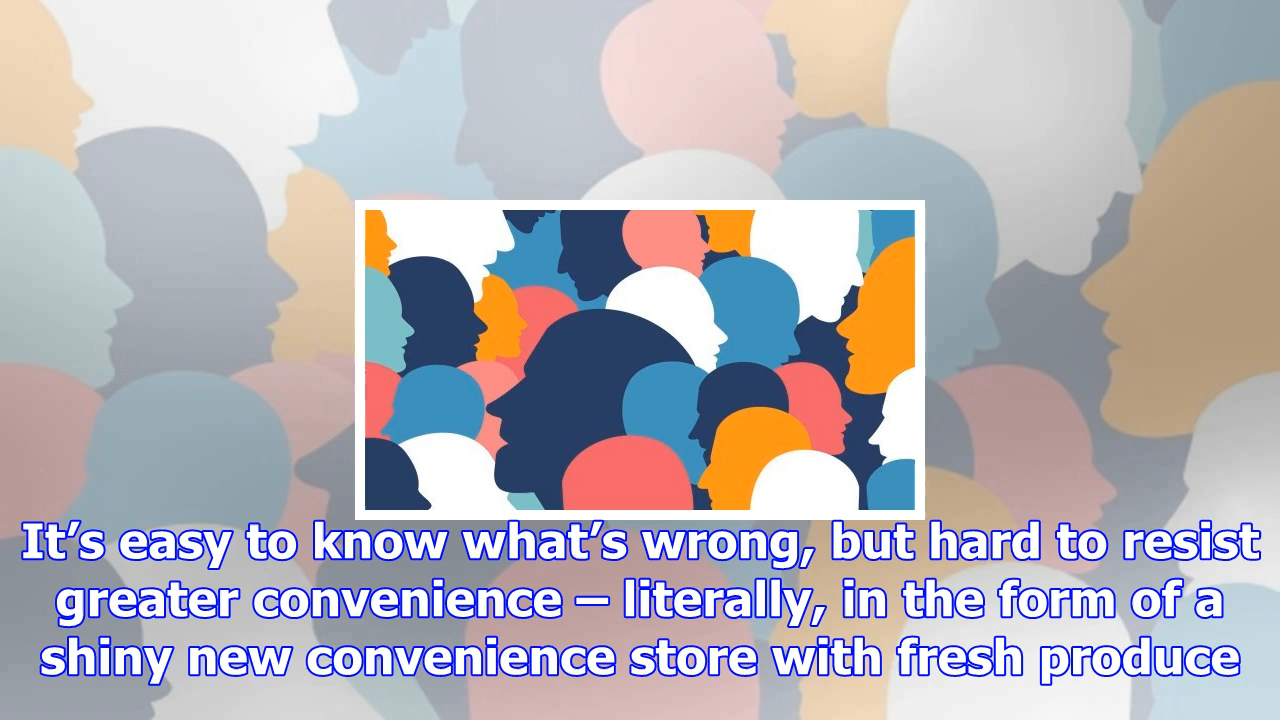 It’s easy to know what’s wrong, but hard to resist
greater convenience – literally, in the form of a
shiny new convenience store with fresh produce